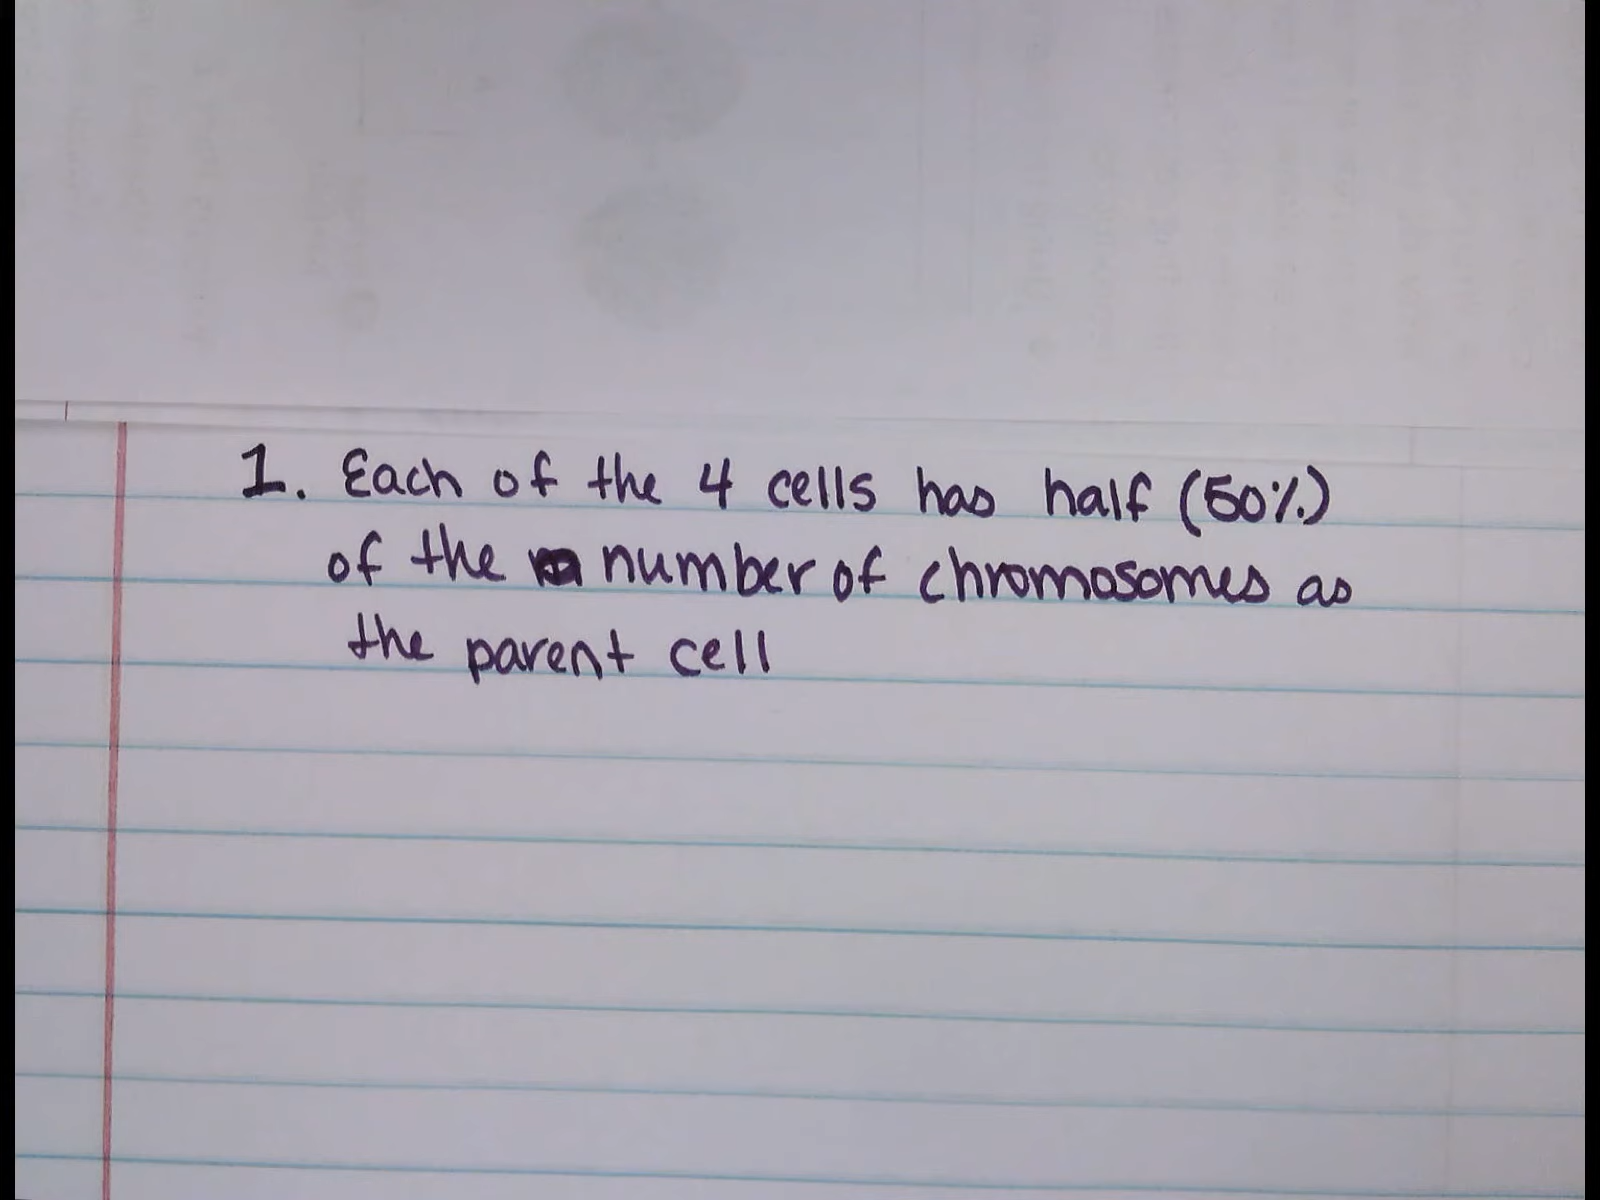 1. Each of the 4 cells has half (50%)
of the number of chromosomes as
the parent cell